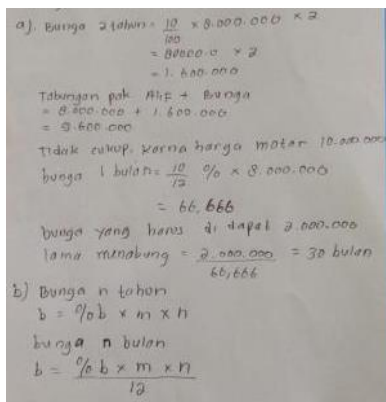 a). Bunga 2 tahun = 10/100 x 8.000.000 x 2
= 80000.0 x 2
= 1.600.000
Tabungan pak Alif + Bunga
= 8.000.000 + 1.600.000
= 9.600.000
tidak cukup. karna harga motor 10.000.000
bunga 1 bulan = 10/12 % x 8.000.000
= 66.666
bunga yang harus di dapat 2.000.000
lama menabung = 2.000.000/66,666 = 30 bulan
b) Bunga n tahun
b = %b x m x n
bunga n bulan
b = %b x m x n/12